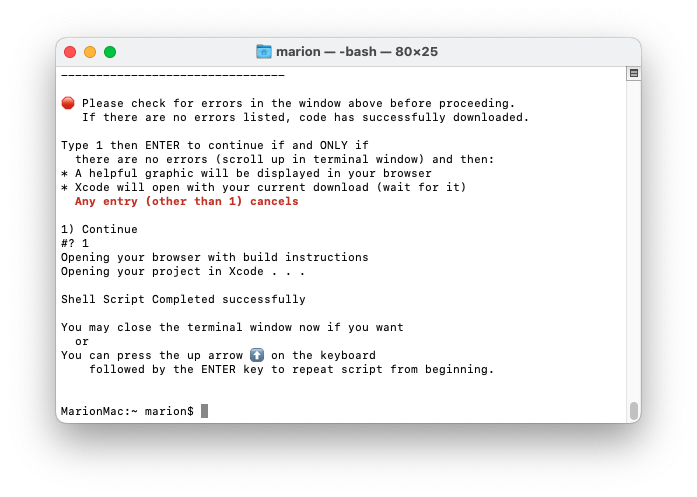 marion — -bash — 80×25
--------------------------------
🛑 Please check for errors in the window above before proceeding.
If there are no errors listed, code has successfully downloaded.
Type 1 then ENTER to continue if and ONLY if
there are no errors (scroll up in terminal window) and then:
* A helpful graphic will be displayed in your browser
* Xcode will open with your current download (wait for it)
Any entry (other than 1) cancels
1) Continue
#? 1
Opening your browser with build instructions
Opening your project in Xcode . . .
Shell Script Completed successfully
You may close the terminal window now if you want
or
You can press the up arrow ⬆️ on the keyboard
followed by the ENTER key to repeat script from beginning.
MarionMac:~ marion$